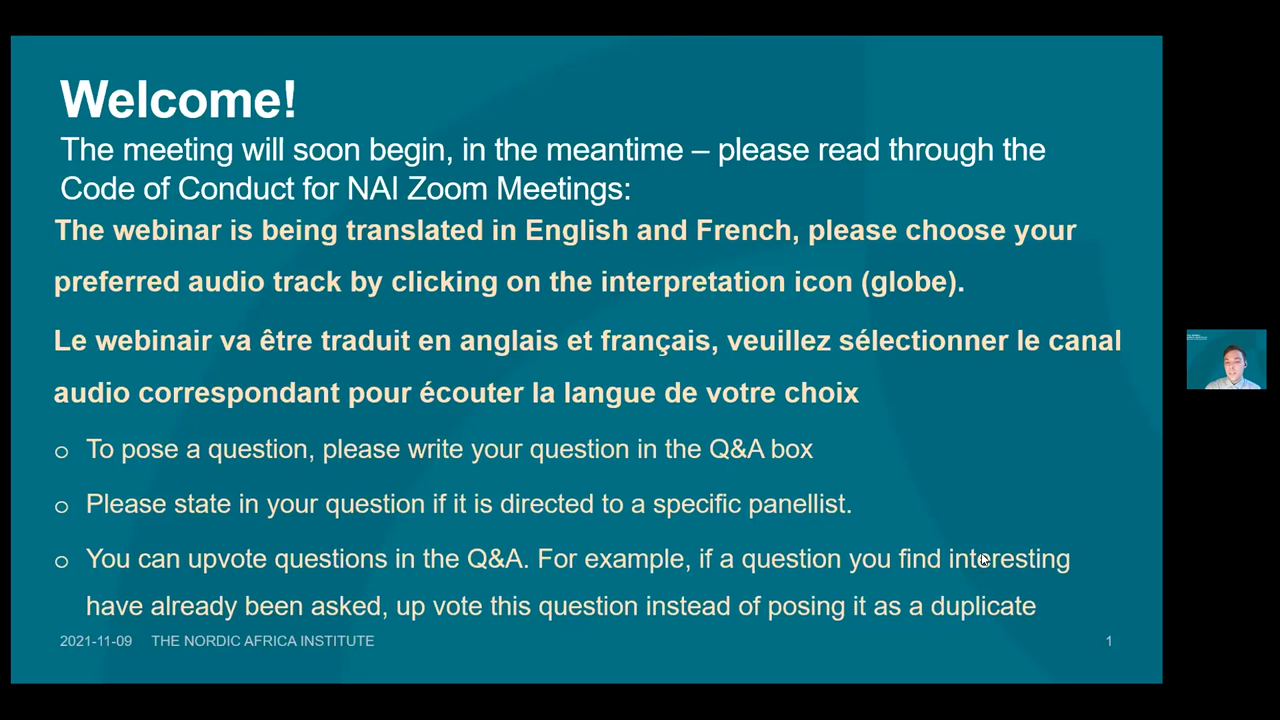 Welcome!
The meeting will soon begin, in the meantime – please read through the
Code of Conduct for NAI Zoom Meetings:
The webinar is being translated in English and French, please choose your
preferred audio track by clicking on the interpretation icon (globe).
Le webinair va être traduit en anglais et français, veuillez sélectionner le canal
audio correspondant pour écouter la langue de votre choix
o To pose a question, please write your question in the Q&A box
o Please state in your question if it is directed to a specific panellist.
o You can upvote questions in the Q&A. For example, if a question you find interesting
have already been asked, up vote this question instead of posing it as a duplicate
2021-11-09 THE NORDIC AFRICA INSTITUTE 1